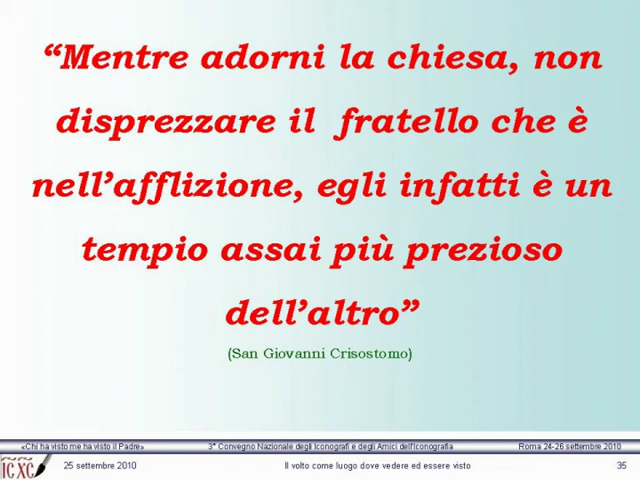 “Mentre adorni la chiesa, non
disprezzare il fratello che è
nell’afflizione, egli infatti è un
tempio assai più prezioso
dell’altro”
(San Giovanni Crisostomo)
«Chi ha visto me ha visto il Padre» 3° Convegno Nazionale degli Iconografi e degli Amici dell'Iconografia Roma 24-26 settembre 2010
IC XC 25 settembre 2010 Il volto come luogo dove vedere ed essere visto 35